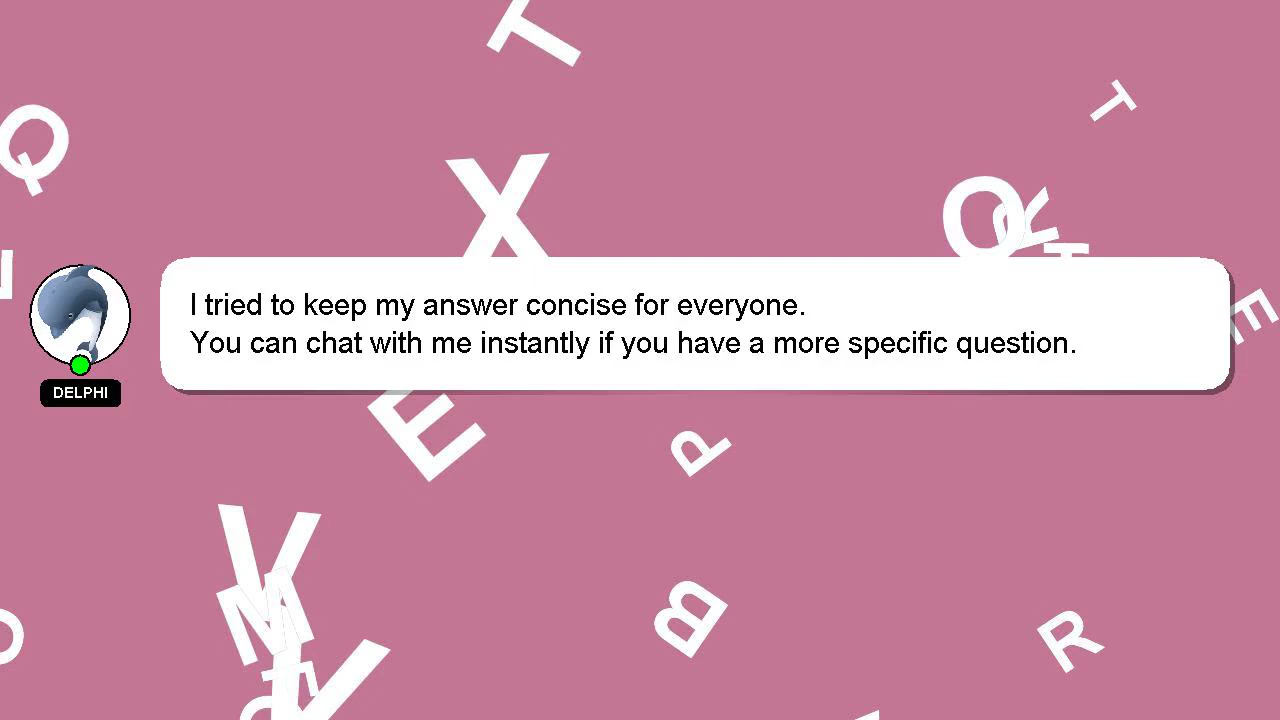 T
T
Q
X
Q
E
I tried to keep my answer concise for everyone.
You can chat with me instantly if you have a more specific question.
DELPHI
E
P
V
M
B
R